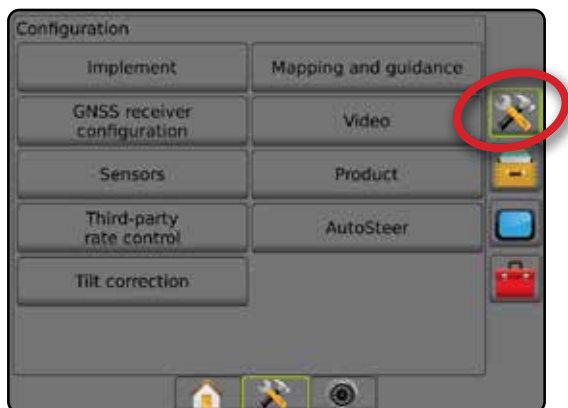 Configuration
Implement
Mapping and guidance
GNSS receiver
configuration
Video
Sensors
Product
Third-party
rate control
AutoSteer
Tilt correction